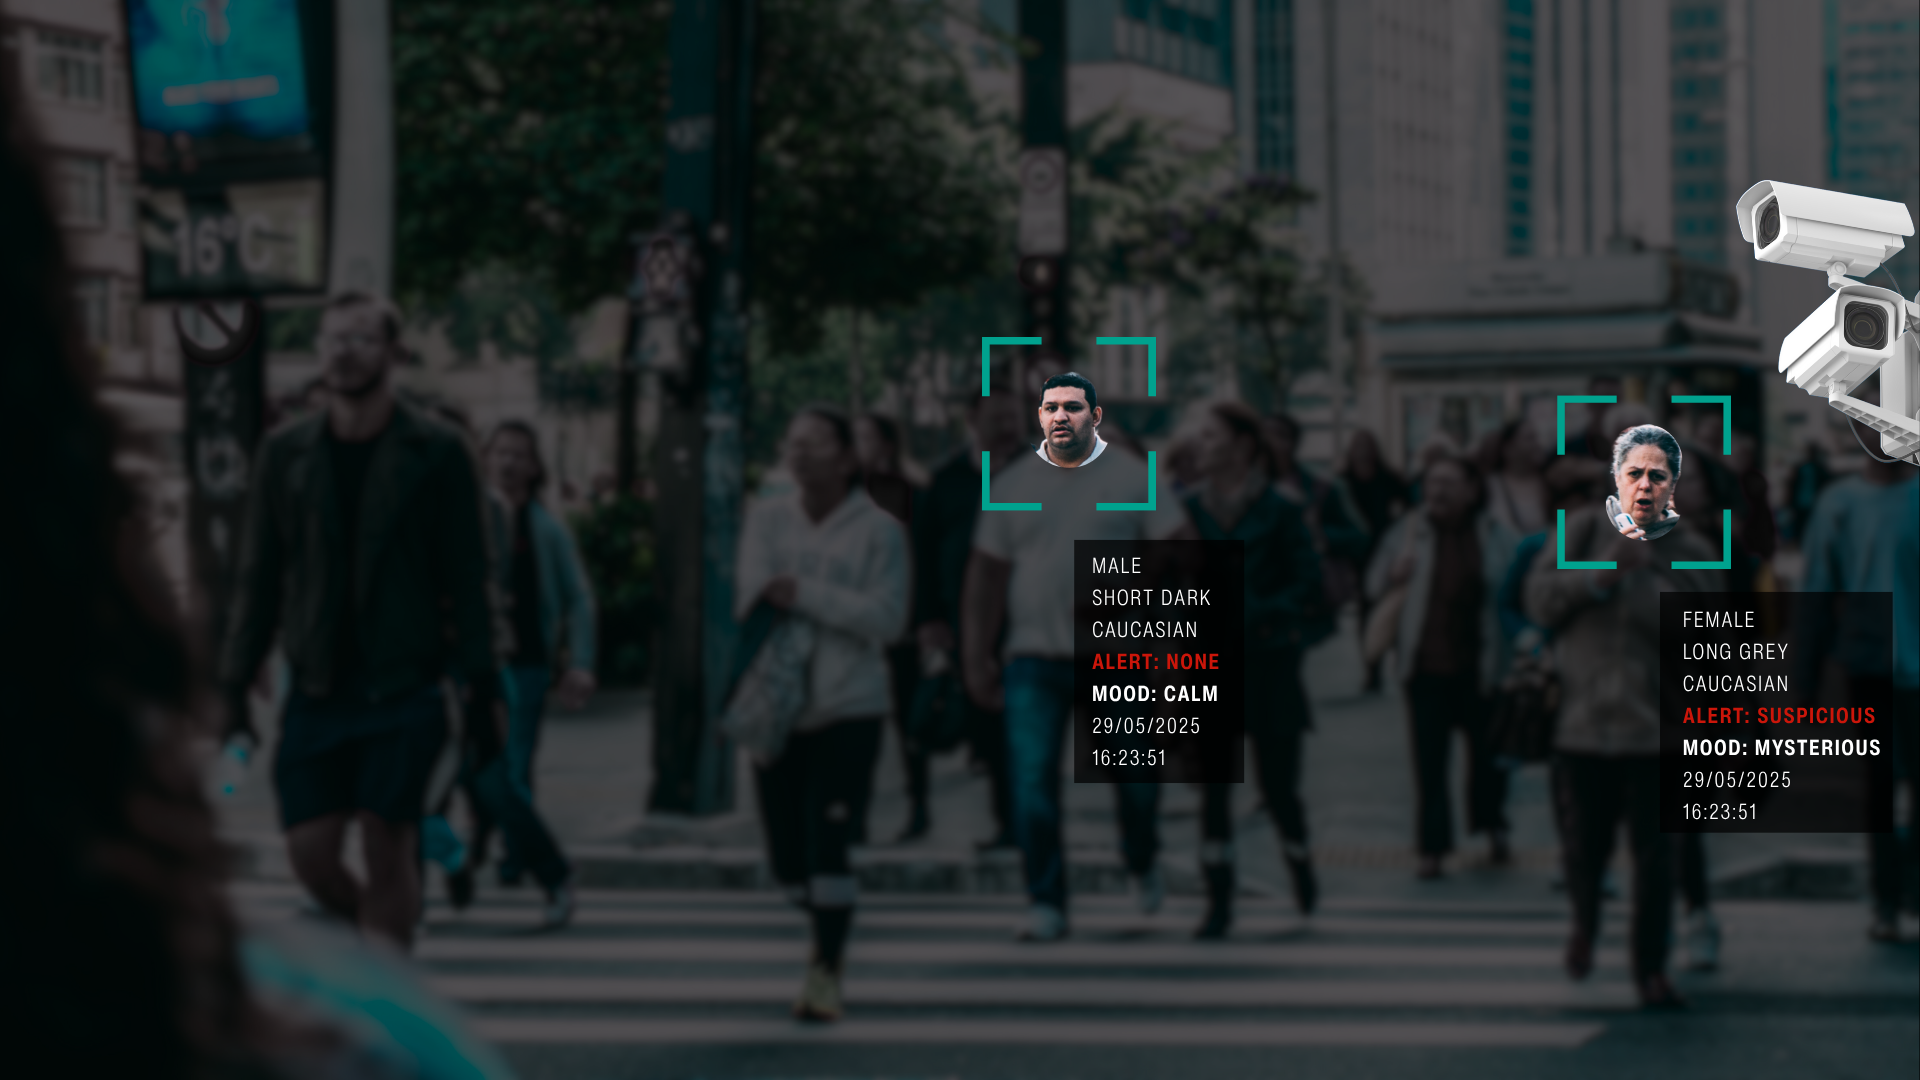 16°C
MALE
SHORT DARK
CAUCASIAN
ALERT: NONE
MOOD: CALM
29/05/2025
16:23:51
FEMALE
LONG GREY
CAUCASIAN
ALERT: SUSPICIOUS
MOOD: MYSTERIOUS
29/05/2025
16:23:51